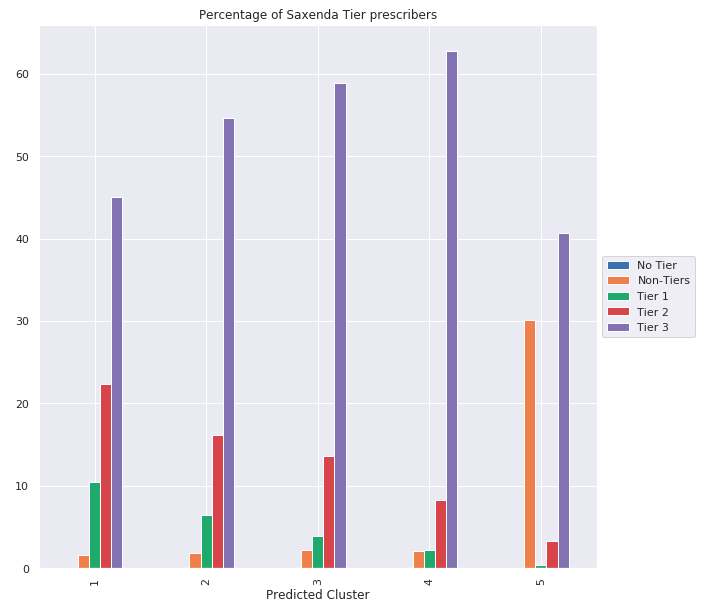 Percentage of Saxenda Tier prescribers
60
50
40
30
20
10
0
1
2
3
4
5
Predicted Cluster
No Tier
Non-Tiers
Tier 1
Tier 2
Tier 3